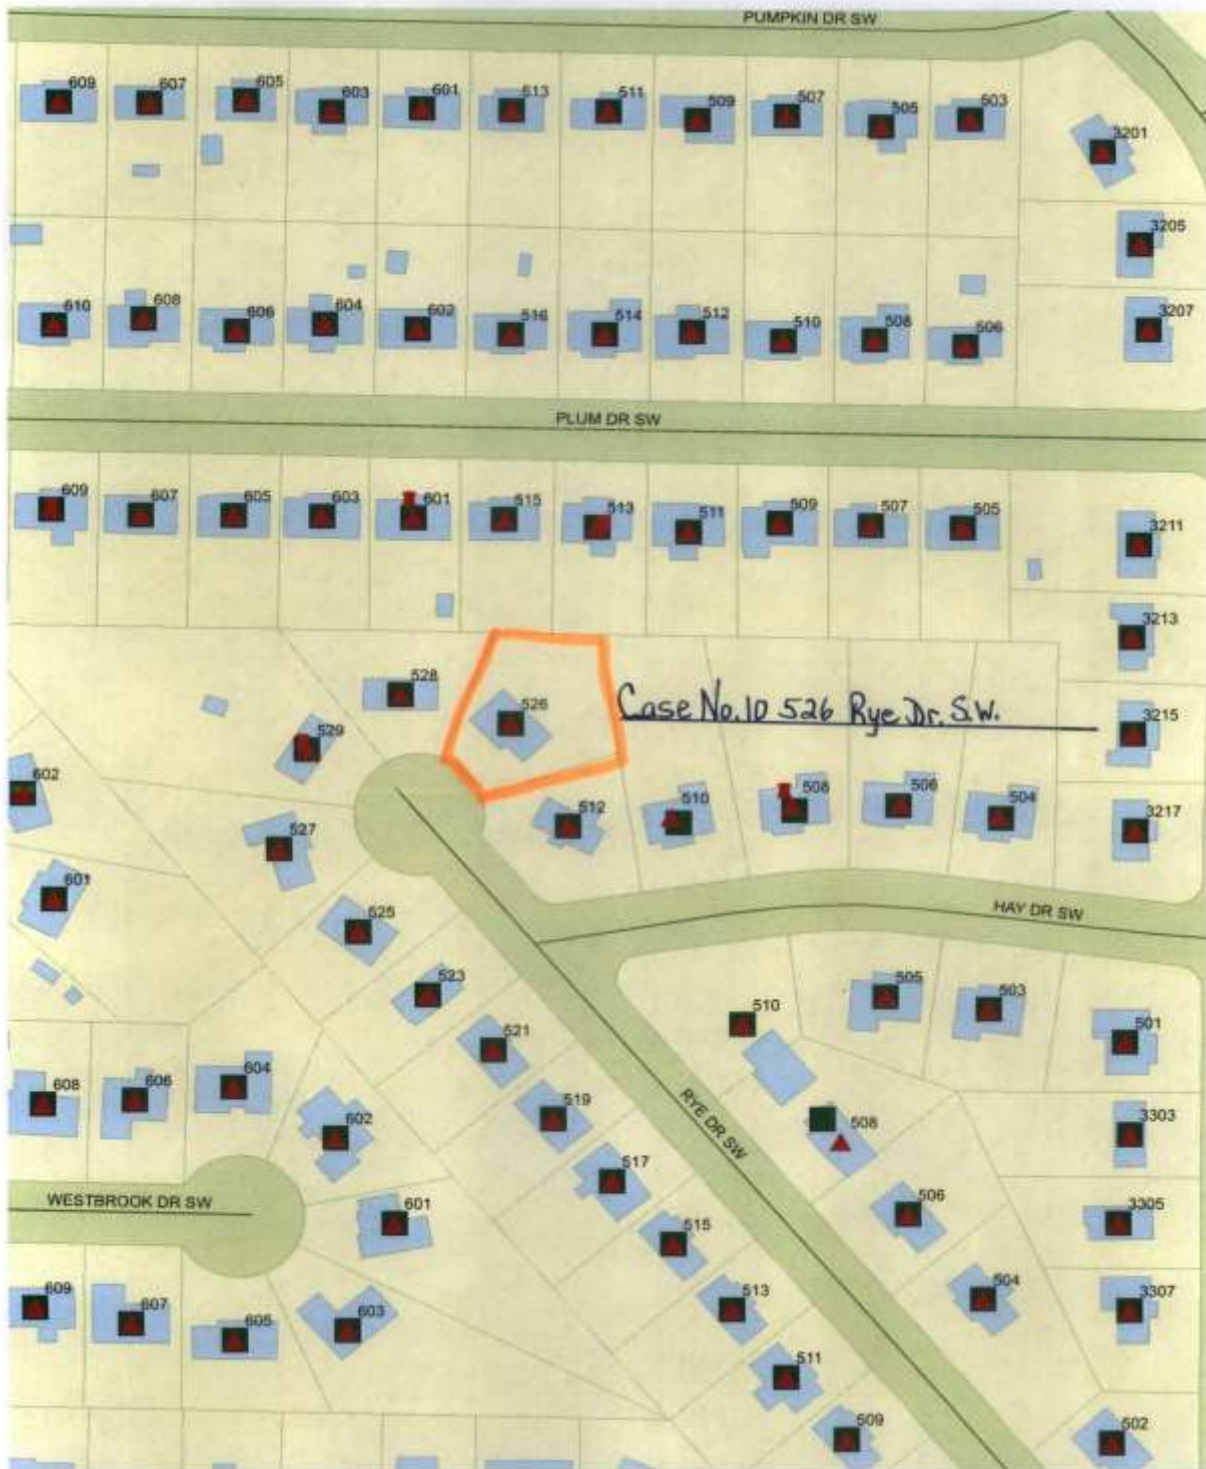 PUMPKIN DR SW
609 607 605 603 601 513 511 509 507 505 503
3201
3205
610 608 606 604 602 516 514 512 510 508 506
3207
PLUM DR SW
609 607 605 603 601 515 513 511 509 507 505
3211
3213
528
526
Case No. 10 526 Rye Dr. S.W.
529
3215
602
512 510 508 506 504
3217
527
601
HAY DR SW
525
523
505 503
510
501
521
608 606 604
519
508
3303
RYE DR SW
602
517
506
WESTBROOK DR SW
601
3305
515
609 607 605 603
513
504
3307
511
509
502